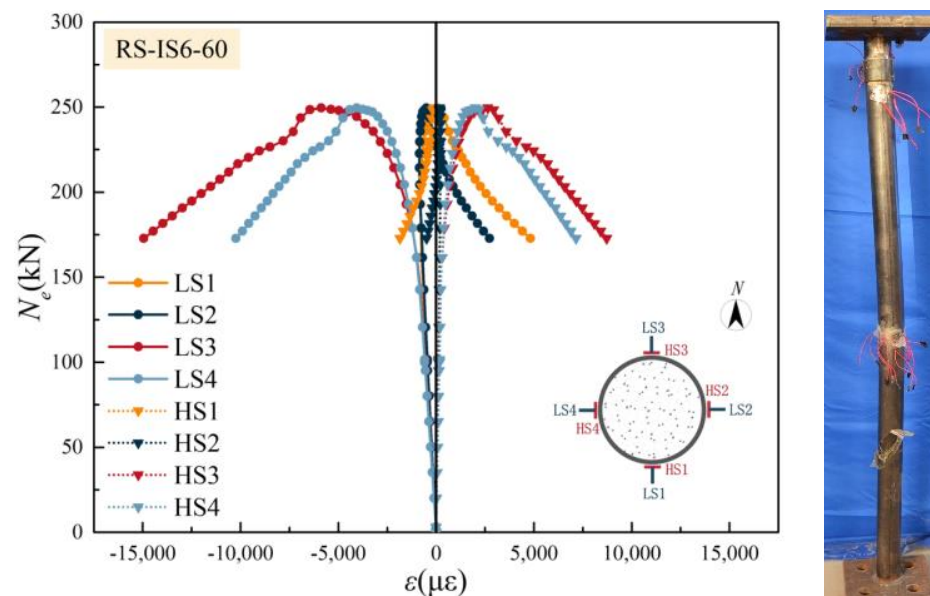 RS-IS6-60
300
250
200
150
100
50
0
Nₑ(kN)
LS1
LS2
LS3
LS4
HS1
HS2
HS3
HS4
N
LS3
HS3
HS2
LS4
LS2
HS4
HS1
LS1
-15,000 -10,000 -5,000 0 5,000 10,000 15,000
ε(με)